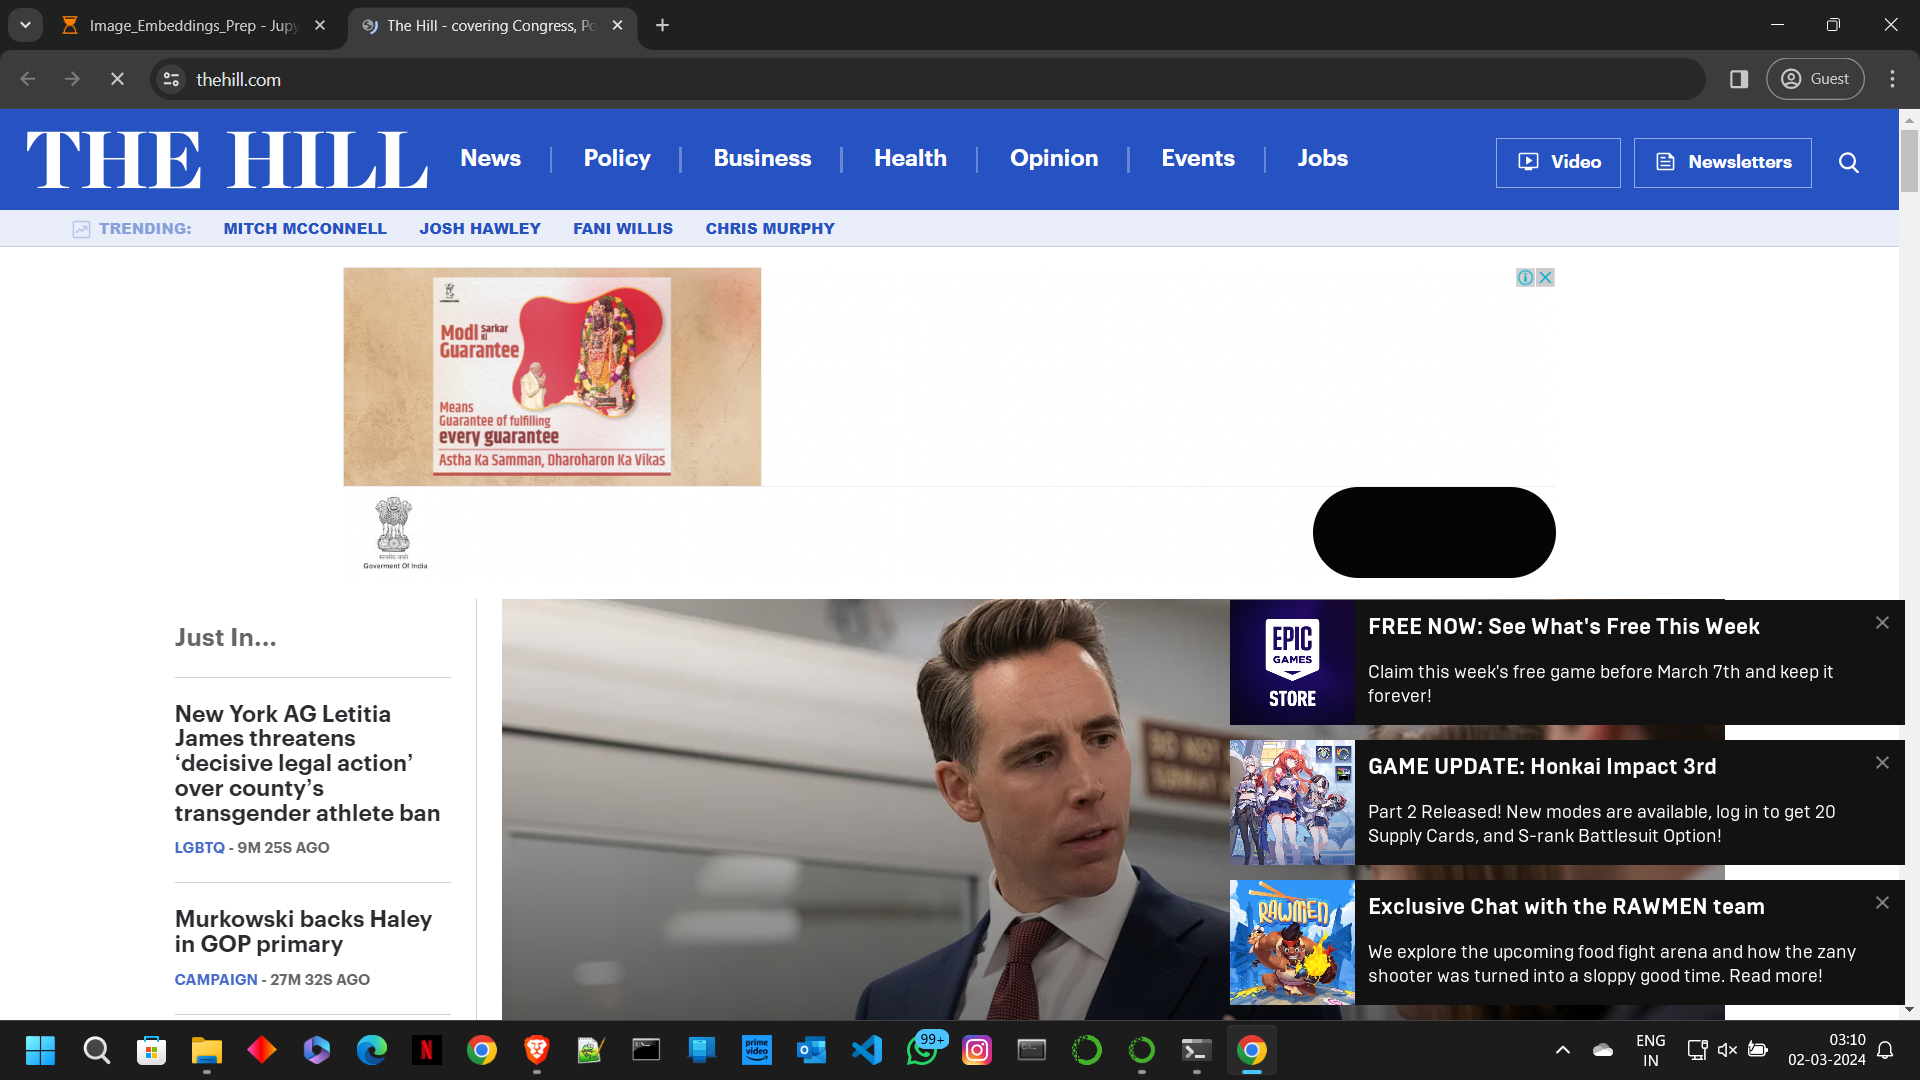 Image_Embeddings_Prep - Jupy
The Hill - covering Congress, Po
thehill.com
Guest
THE HILL
News
Policy
Business
Health
Opinion
Events
Jobs
Video
Newsletters
TRENDING:
MITCH MCCONNELL
JOSH HAWLEY
FANI WILLIS
CHRIS MURPHY
Modi Sarkar Ki
Guarantee
Means
Guarantee of fulfilling
every guarantee
Astha Ka Samman, Dharoharon Ka Vikas
सत्यमेव जयते
Goverment Of India
Just In...
New York AG Letitia
James threatens
‘decisive legal action’
over county’s
transgender athlete ban
LGBTQ - 9M 25S AGO
Murkowski backs Haley
in GOP primary
CAMPAIGN - 27M 32S AGO
DO NOT
EPIC
GAMES
STORE
FREE NOW: See What's Free This Week
Claim this week's free game before March 7th and keep it
forever!
GAME UPDATE: Honkai Impact 3rd
Part 2 Released! New modes are available, log in to get 20
Supply Cards, and S-rank Battlesuit Option!
RAWMEN
Exclusive Chat with the RAWMEN team
We explore the upcoming food fight arena and how the zany
shooter was turned into a sloppy good time. Read more!
N
prime
video
99+
ENG
IN
03:10
02-03-2024